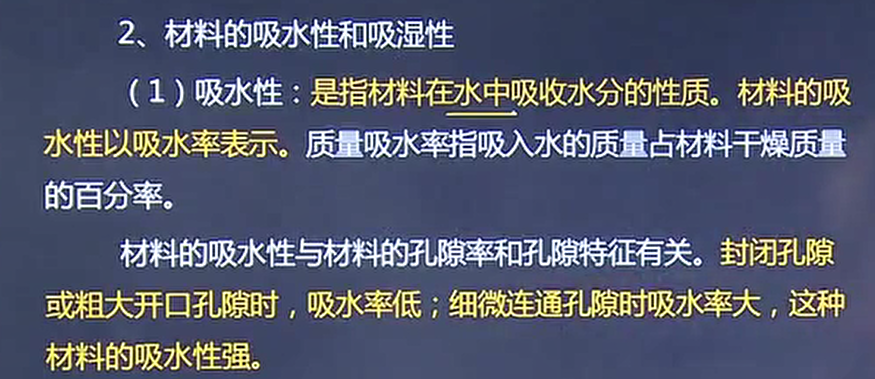 2、材料的吸水性和吸湿性
（1）吸水性：是指材料在水中吸收水分的性质。材料的吸
水性以吸水率表示。质量吸水率指吸入水的质量占材料干燥质量
的百分率。
材料的吸水性与材料的孔隙率和孔隙特征有关。封闭孔隙
或粗大开口孔隙时，吸水率低；细微连通孔隙时吸水率大，这种
材料的吸水性强。